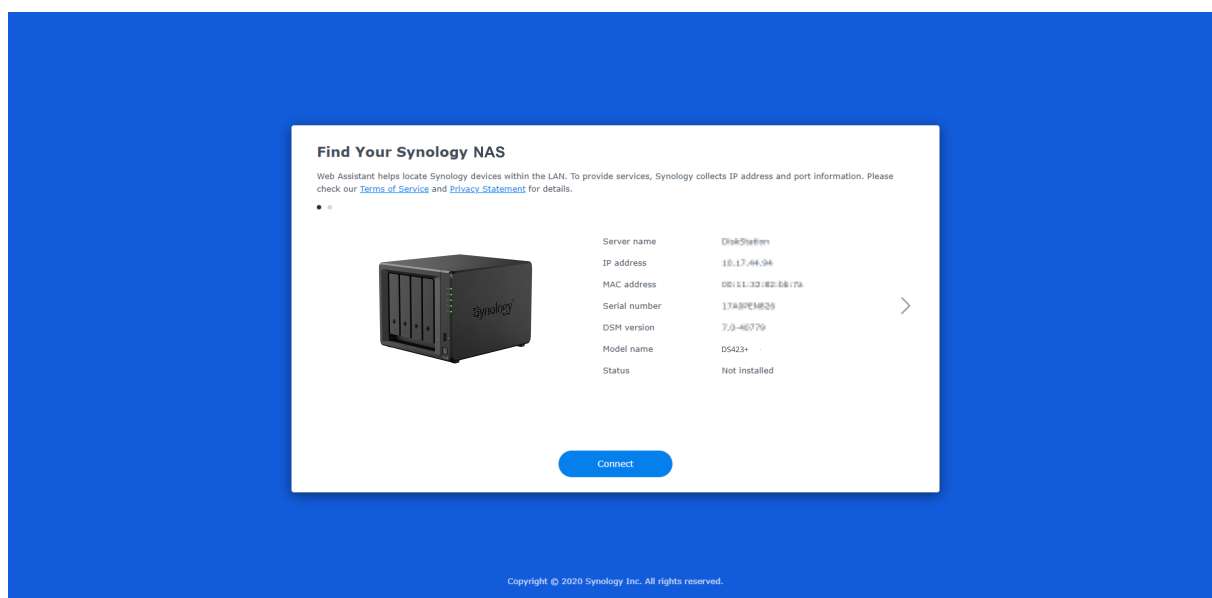 Find Your Synology NAS
Web Assistant helps locate Synology devices within the LAN. To provide services, Synology collects IP address and port information. Please
check our Terms of Service and Privacy Statement for details.
Synology
Server name DiskStation
IP address
MAC address
Serial number
DSM version
Model name DS423+
Status Not installed
Connect
Copyright © 2020 Synology Inc. All rights reserved.